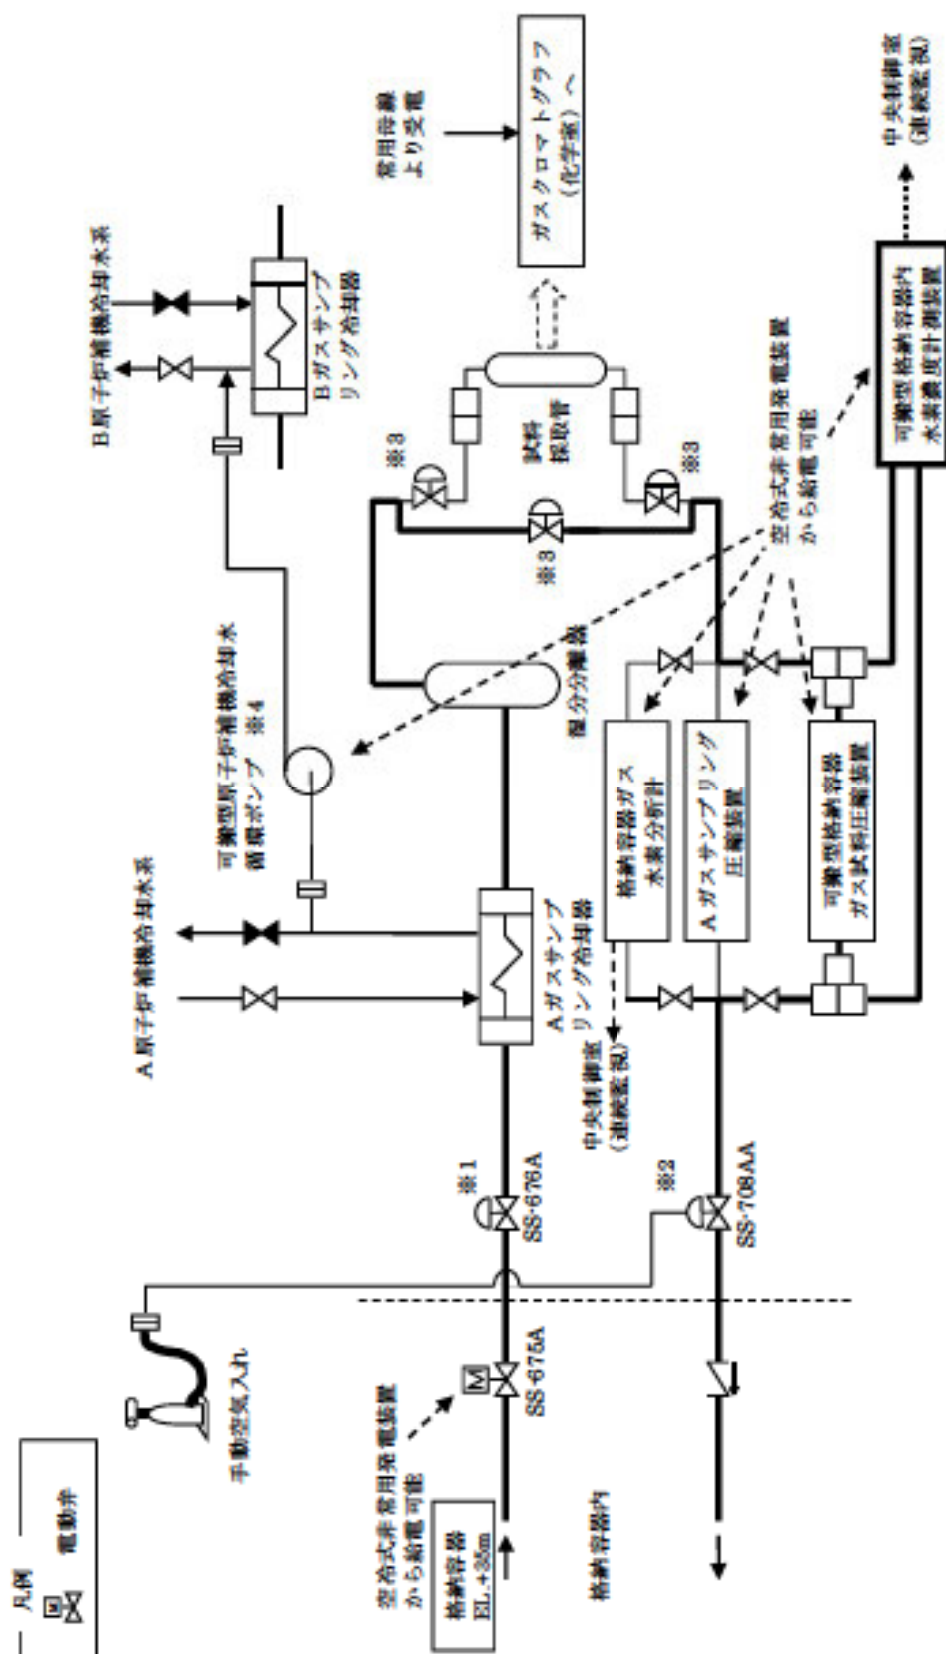 凡例
M
電動弁
手動空気入れ
A原子炉補機冷却水系
可搬型原子炉補機冷却水
循環ポンプ ※4
B原子炉補機冷却水系
Bガスサンプ
リング冷却器
常用母線
より受電
ガスクロマトグラフ
(化学室)へ
空冷式非常用発電装置
から給電可能
格納容器
EL.+35m
M
SS-675A
※1
SS-676A
Aガスサンプ
リング冷却器
湿分分離器
※3
※3
※3
試料
採取管
空冷式非常用発電装置
から給電可能
中央制御室
(連続監視)
格納容器ガス
水素分析計
Aガスサンプリング
圧縮装置
可搬型格納容器
ガス試料圧縮装置
可搬型格納容器内
水素濃度計測装置
中央制御室
(連続監視)
格納容器内
※2
SS-708AA